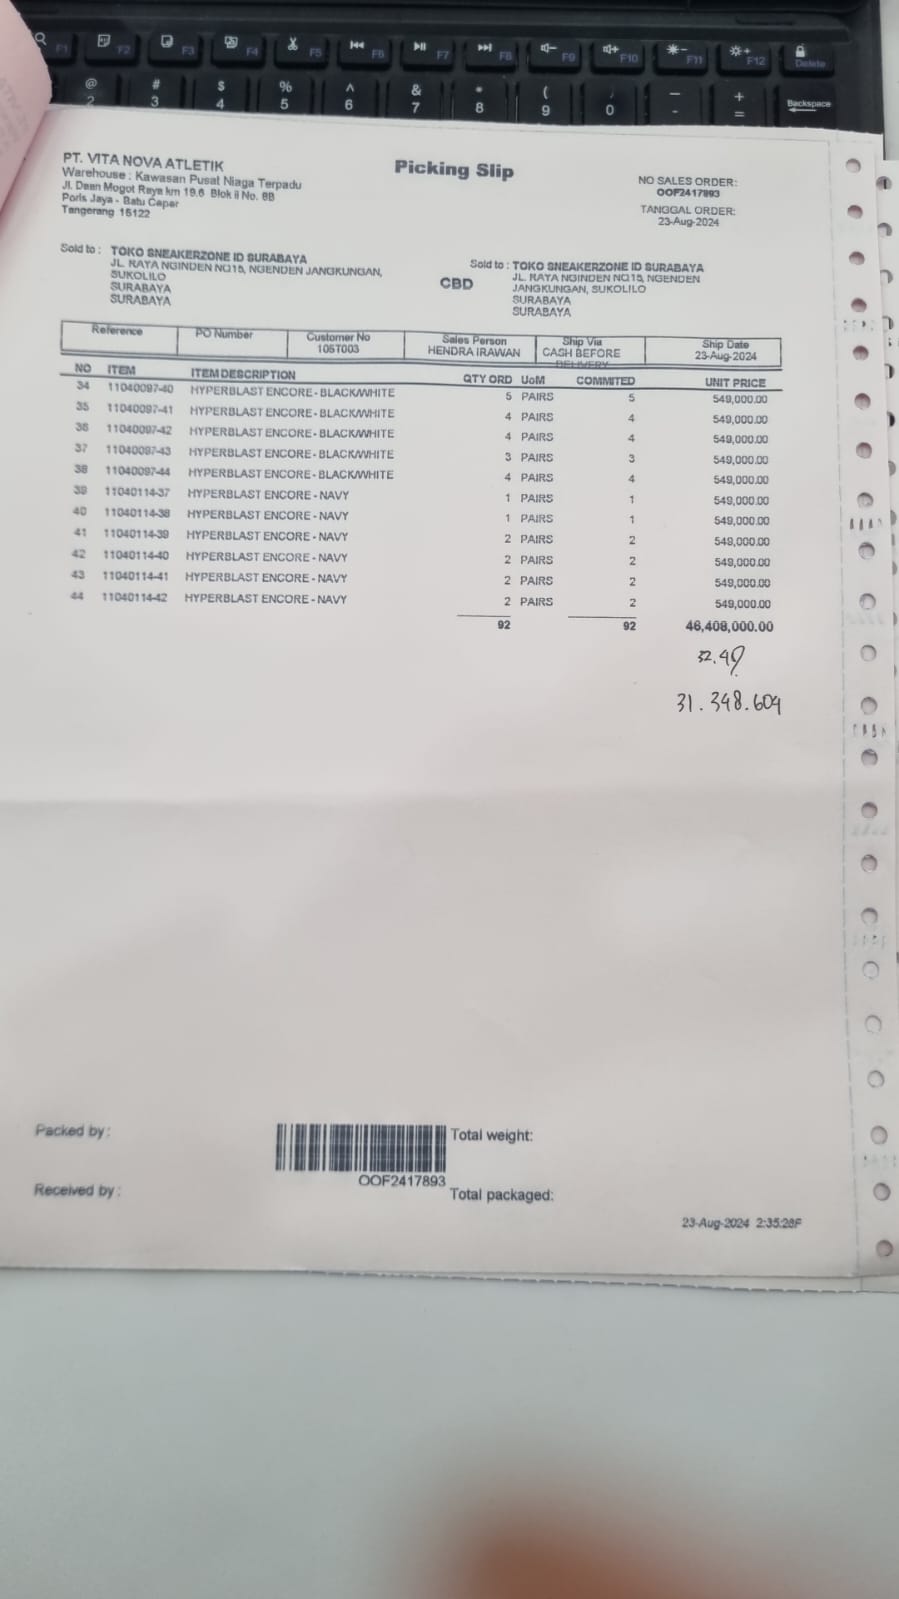 F1 F2 F3 F4 F5 F6 F7 F8 F9 F10 F11 F12 Delete
@ # $ % ^ & * ( ) — +
2 3 4 5 6 7 8 9 0 - = Backspace
PT. VITA NOVA ATLETIK
Warehouse : Kawasan Pusat Niaga Terpadu
Jl. Daan Mogot Raya km 19.6 Blok iI No. 8B
Poris Jaya - Batu Ceper
Tangerang 15122
Picking Slip
NO SALES ORDER:
OOF2417893
TANGGAL ORDER:
23-Aug-2024
Sold to : TOKO SNEAKERZONE ID SURABAYA
JL. RAYA NGINDEN NO.15, NGENDEN JANGKUNGAN,
SUKOLILO
SURABAYA
SURABAYA
CBD
Sold to : TOKO SNEAKERZONE ID SURABAYA
JL. RAYA NGINDEN NO.15, NGENDEN
JANGKUNGAN, SUKOLILO
SURABAYA
SURABAYA
Reference PO Number Customer No Sales Person Ship Via Ship Date
105T003 HENDRA IRAWAN CASH BEFORE DELIVERY 23-Aug-2024
NO ITEM ITEM DESCRIPTION QTY ORD UoM COMMITED UNIT PRICE
34 11040097-40 HYPERBLAST ENCORE - BLACK/WHITE 5 PAIRS 5 549,000.00
35 11040097-41 HYPERBLAST ENCORE - BLACK/WHITE 4 PAIRS 4 549,000.00
36 11040097-42 HYPERBLAST ENCORE - BLACK/WHITE 4 PAIRS 4 549,000.00
37 11040097-43 HYPERBLAST ENCORE - BLACK/WHITE 3 PAIRS 3 549,000.00
38 11040097-44 HYPERBLAST ENCORE - BLACK/WHITE 4 PAIRS 4 549,000.00
39 11040114-37 HYPERBLAST ENCORE - NAVY 1 PAIRS 1 549,000.00
40 11040114-38 HYPERBLAST ENCORE - NAVY 1 PAIRS 1 549,000.00
41 11040114-39 HYPERBLAST ENCORE - NAVY 2 PAIRS 2 549,000.00
42 11040114-40 HYPERBLAST ENCORE - NAVY 2 PAIRS 2 549,000.00
43 11040114-41 HYPERBLAST ENCORE - NAVY 2 PAIRS 2 549,000.00
44 11040114-42 HYPERBLAST ENCORE - NAVY 2 PAIRS 2 549,000.00
92 92 46,408,000.00
31.348.604
Packed by :
Total weight:
OOF2417893
Received by :
Total packaged:
23-Aug-2024 2:35:28F